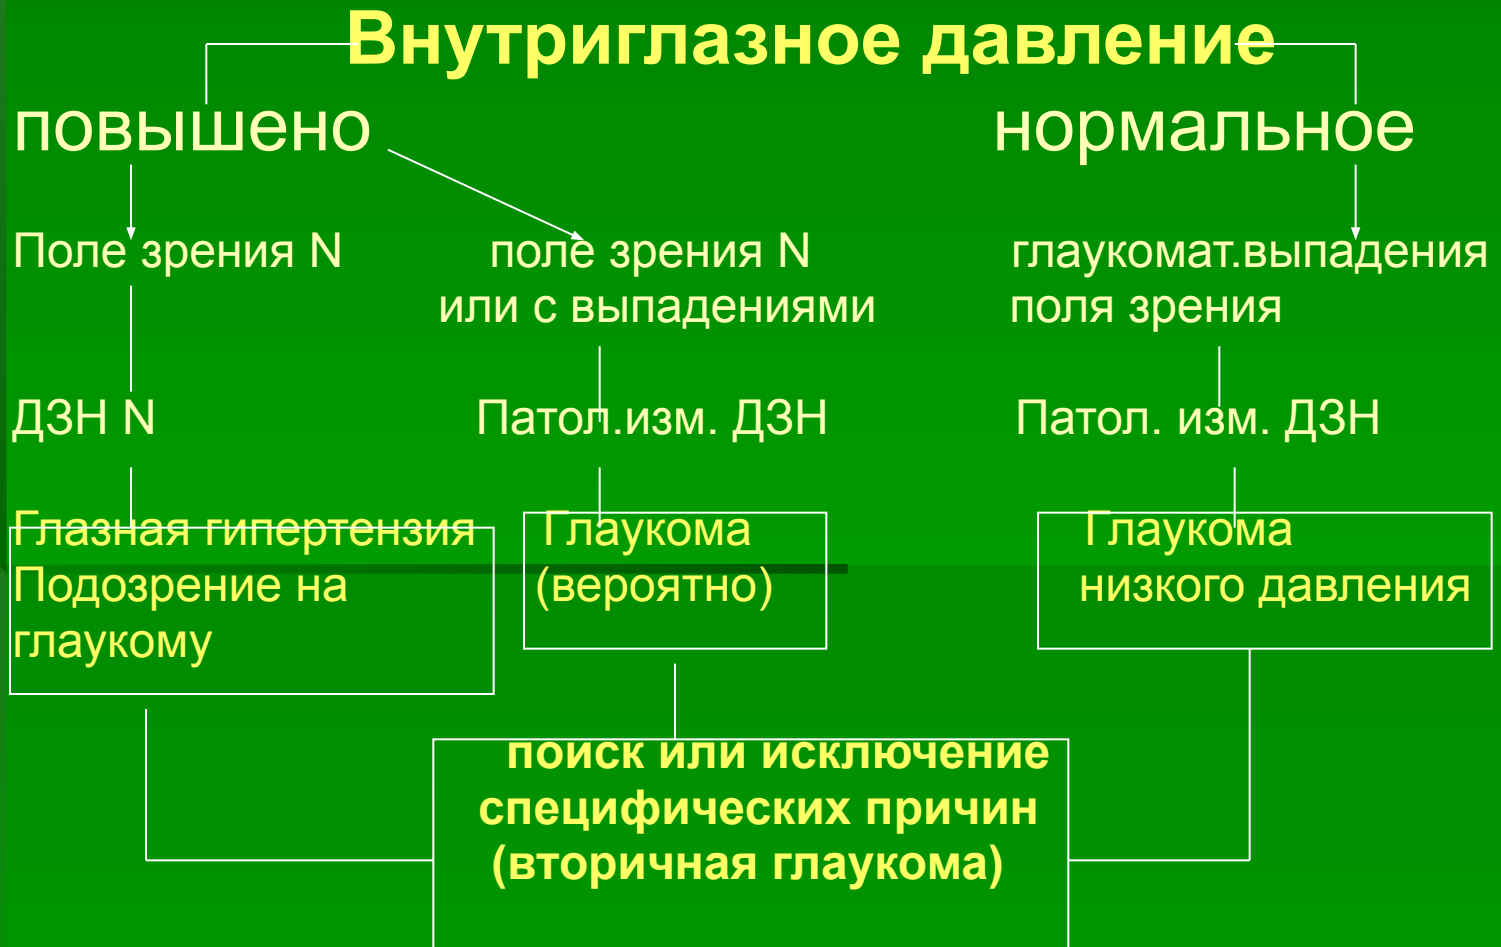 Внутриглазное давление
повышено нормальное
Поле зрения N поле зрения N глаукомат.выпадения
или с выпадениями поля зрения
ДЗН N Патол.изм. ДЗН Патол. изм. ДЗН
Глазная гипертензия Глаукома Глаукома
Подозрение на (вероятно) низкого давления
глаукому
поиск или исключение
специфических причин
(вторичная глаукома)